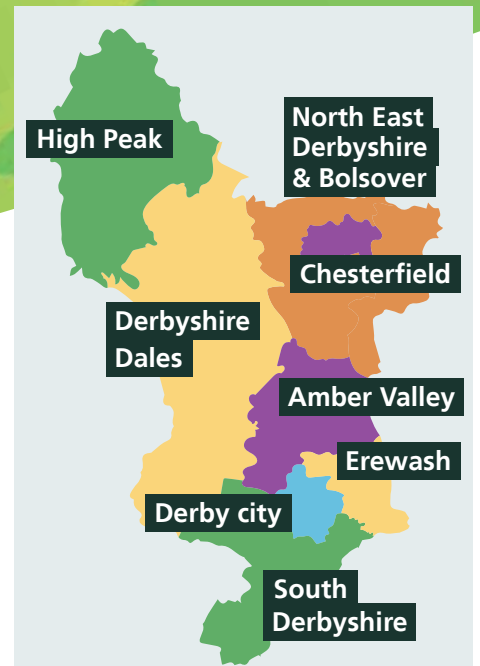 High Peak
North East
Derbyshire
& Bolsover
Chesterfield
Derbyshire
Dales
Amber Valley
Erewash
Derby city
South
Derbyshire